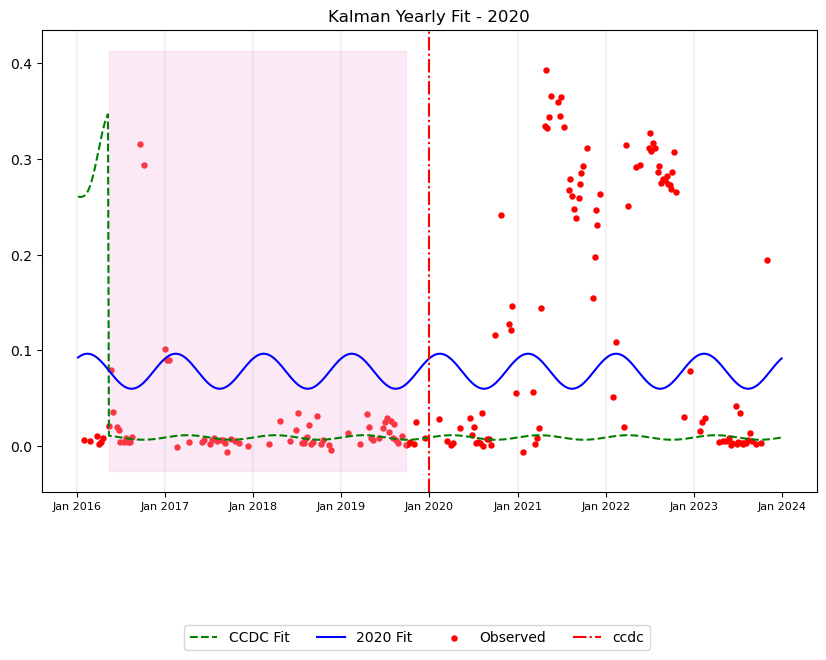 Kalman Yearly Fit - 2020
0.4
0.3
0.2
0.1
0.0
Jan 2016 Jan 2017 Jan 2018 Jan 2019 Jan 2020 Jan 2021 Jan 2022 Jan 2023 Jan 2024
CCDC Fit 2020 Fit Observed ccdc